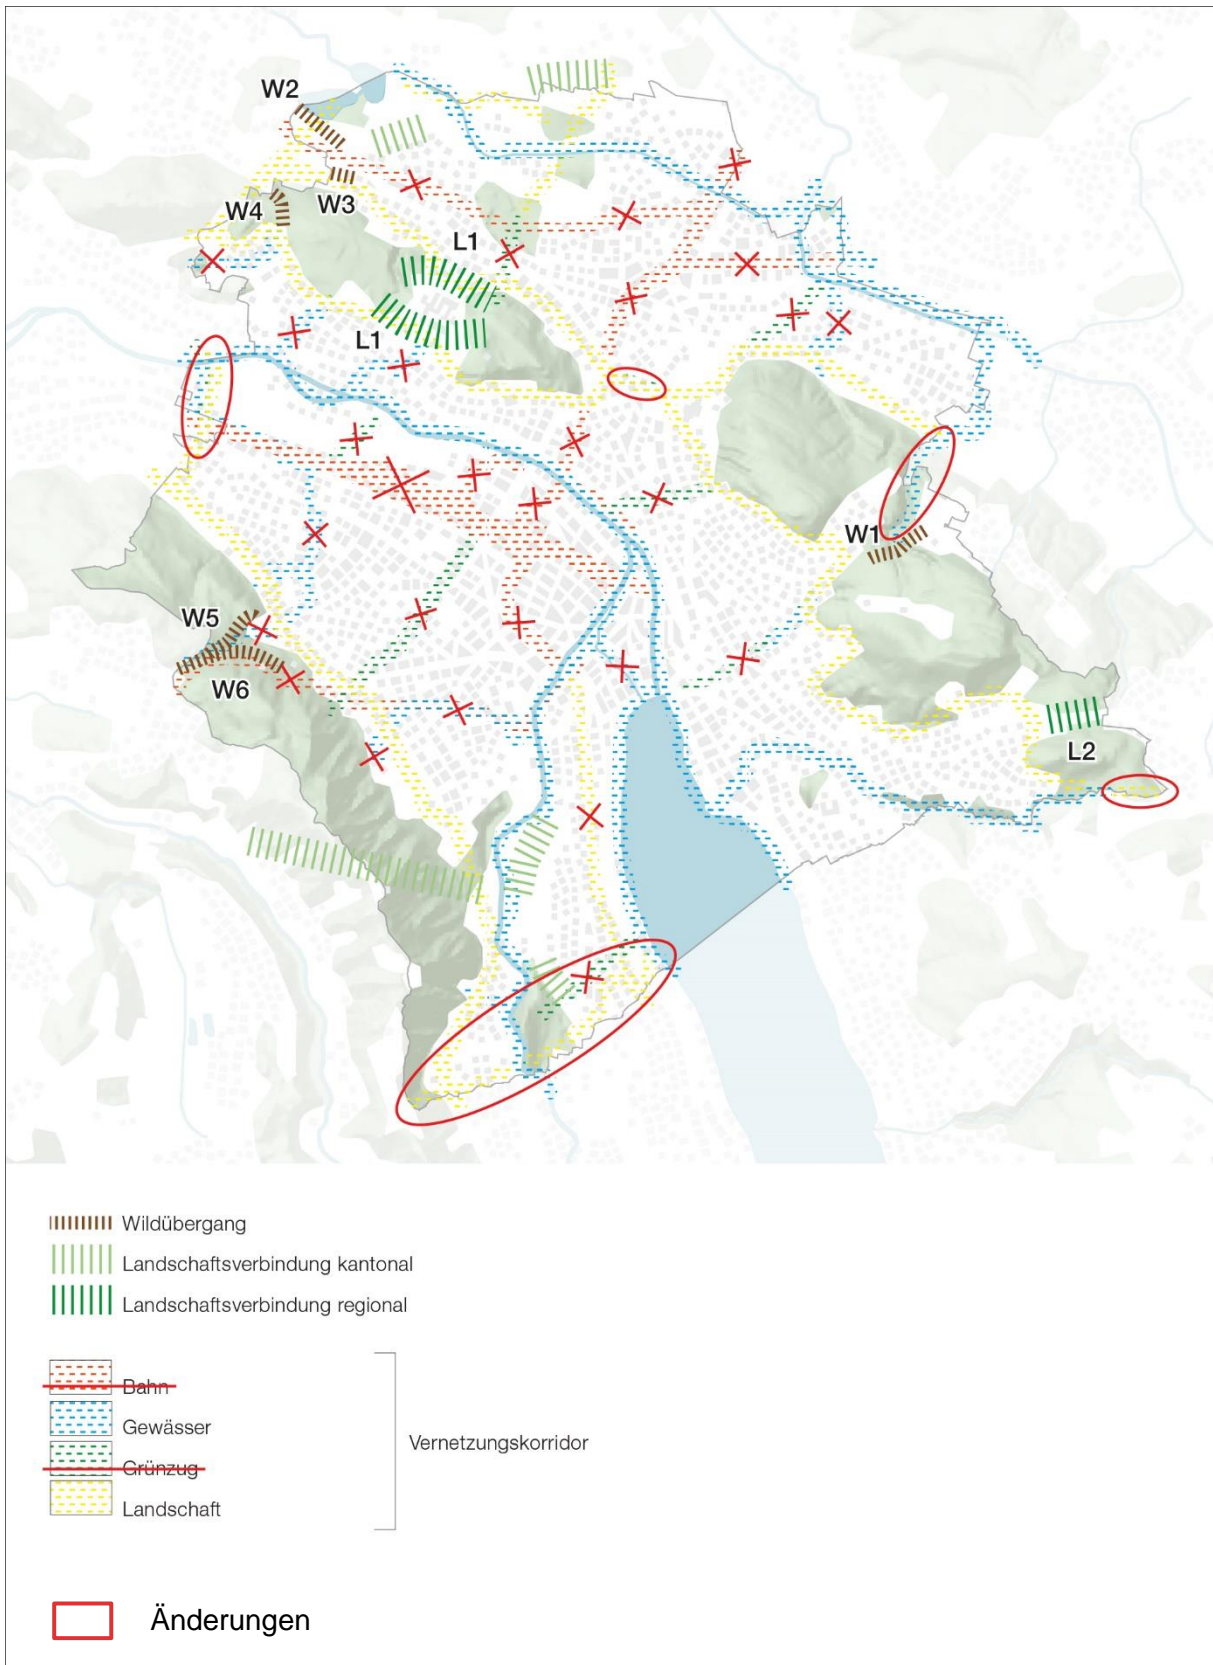 W2
W3
W4
L1
L1
W1
W5
W6
L2
Wildübergang
Landschaftsverbindung kantonal
Landschaftsverbindung regional
Bahn
Gewässer
Grünzug
Landschaft
Vernetzungskorridor
Änderungen